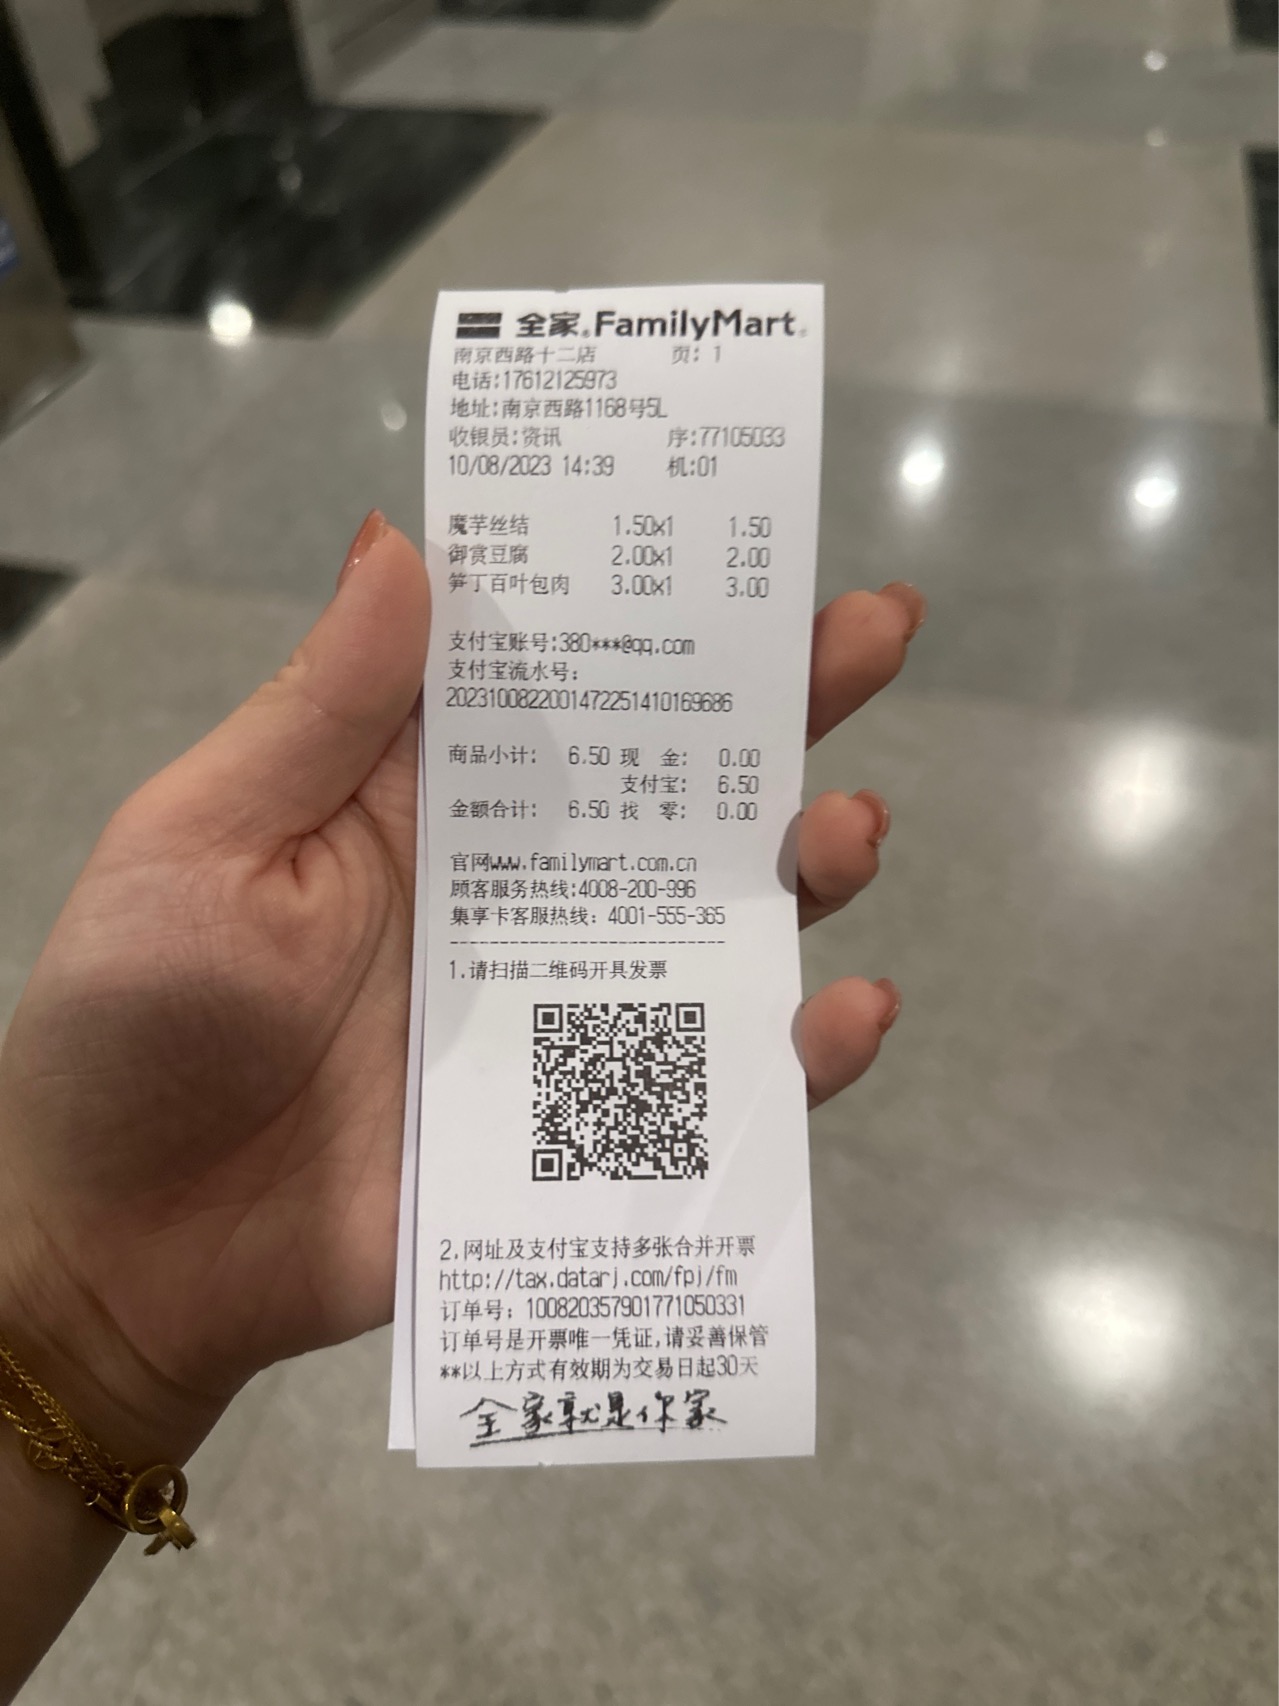 全家®FamilyMart®
南京西路十二店 页: 1
电话:17612125973
地址:南京西路1168号5L
收银员:资讯 序:77105033
10/08/2023 14:39 机:01
魔芋丝结 1.50x1 1.50
御赏豆腐 2.00x1 2.00
笋丁百叶包肉 3.00x1 3.00
支付宝账号:380***@qq.com
支付宝流水号:
2023100822001472251410169686
商品小计: 6.50 现 金: 0.00
支付宝: 6.50
金额合计: 6.50 找 零: 0.00
官网www.familymart.com.cn
顾客服务热线:4008-200-996
集享卡客服热线: 4001-555-365
----------------------------
1.请扫描二维码开具发票
2.网址及支付宝支持多张合并开票
http://tax.datarj.com/fpj/fm
订单号: 100820357901771050331
订单号是开票唯一凭证,请妥善保管
**以上方式有效期为交易日起30天
全家就是你家